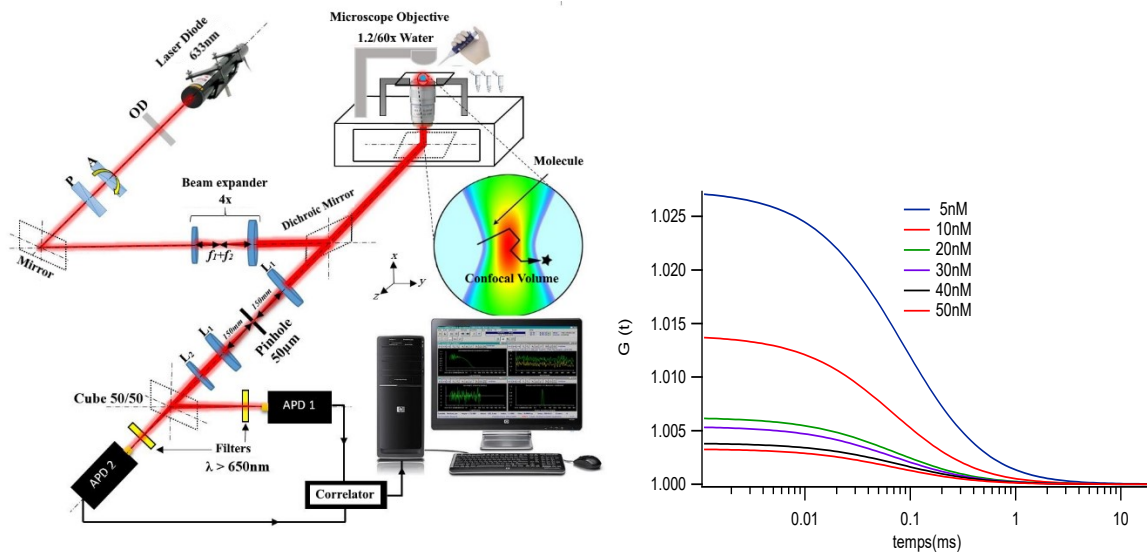 Microscope Objective
1.2/60x Water
Laser Diode
633nm
OD
A
P
Mirror
Beam expander
4x
f1+f2
Dichroic Mirror
Molecule
Confocal Volume
x
y
z
L1
150mm
Pinhole
50µm
150mm
L1
L2
Cube 50/50
APD 1
Filters
λ > 650nm
APD 2
Correlator
G (t)
1.025
1.020
1.015
1.010
1.005
1.000
5nM
10nM
20nM
30nM
40nM
50nM
0.01
0.1
1
10
temps(ms)